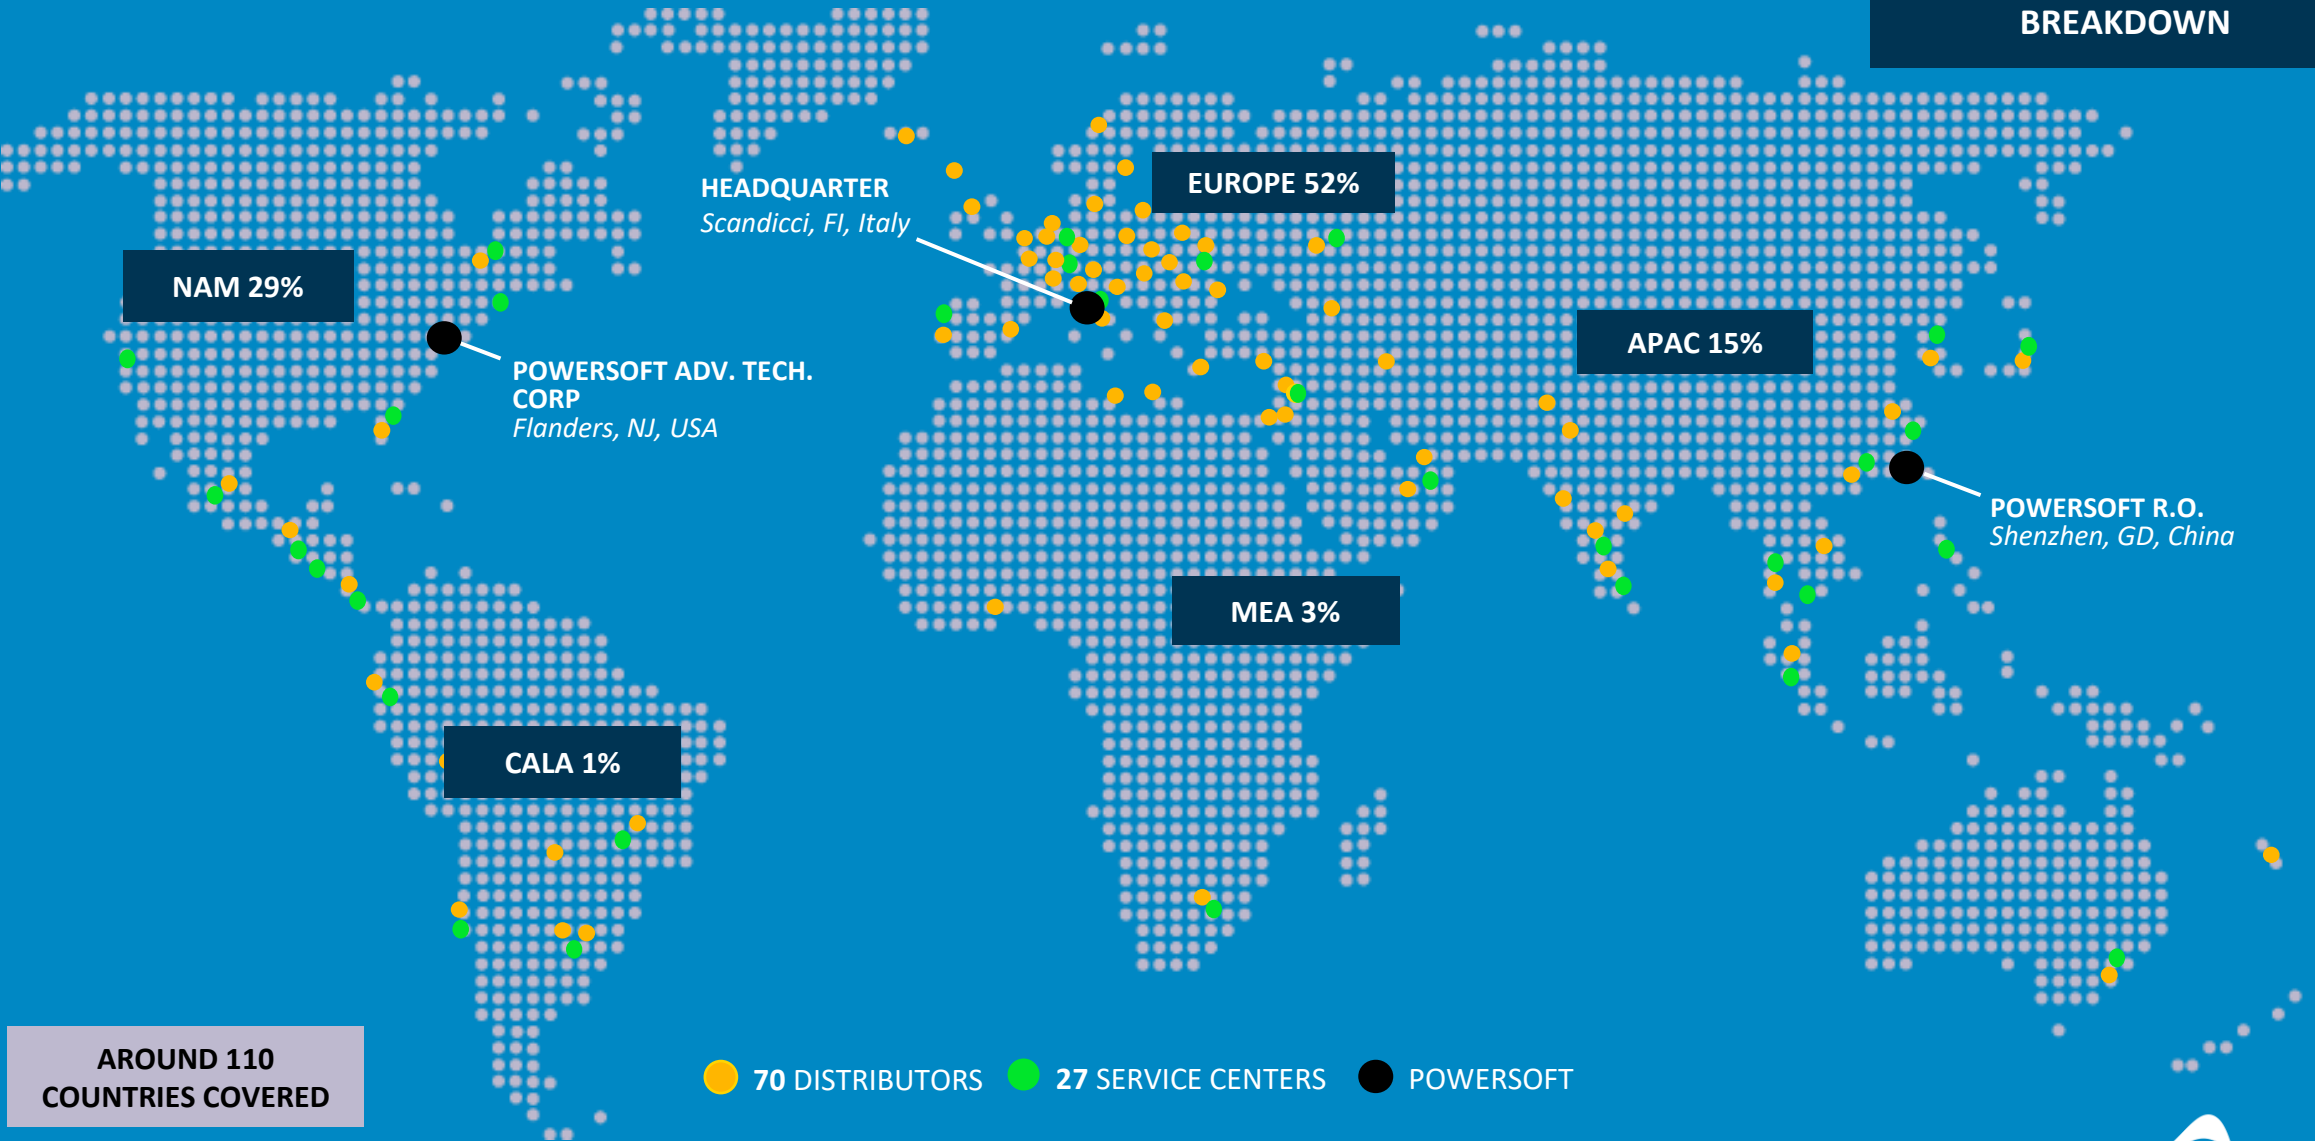 BREAKDOWN
EUROPE 52%
HEADQUARTER
Scandicci, FI, Italy
NAM 29%
APAC 15%
POWERSOFT ADV. TECH.
CORP
Flanders, NJ, USA
POWERSOFT R.O.
Shenzhen, GD, China
MEA 3%
CALA 1%
AROUND 110
COUNTRIES COVERED
70 DISTRIBUTORS
27 SERVICE CENTERS
POWERSOFT